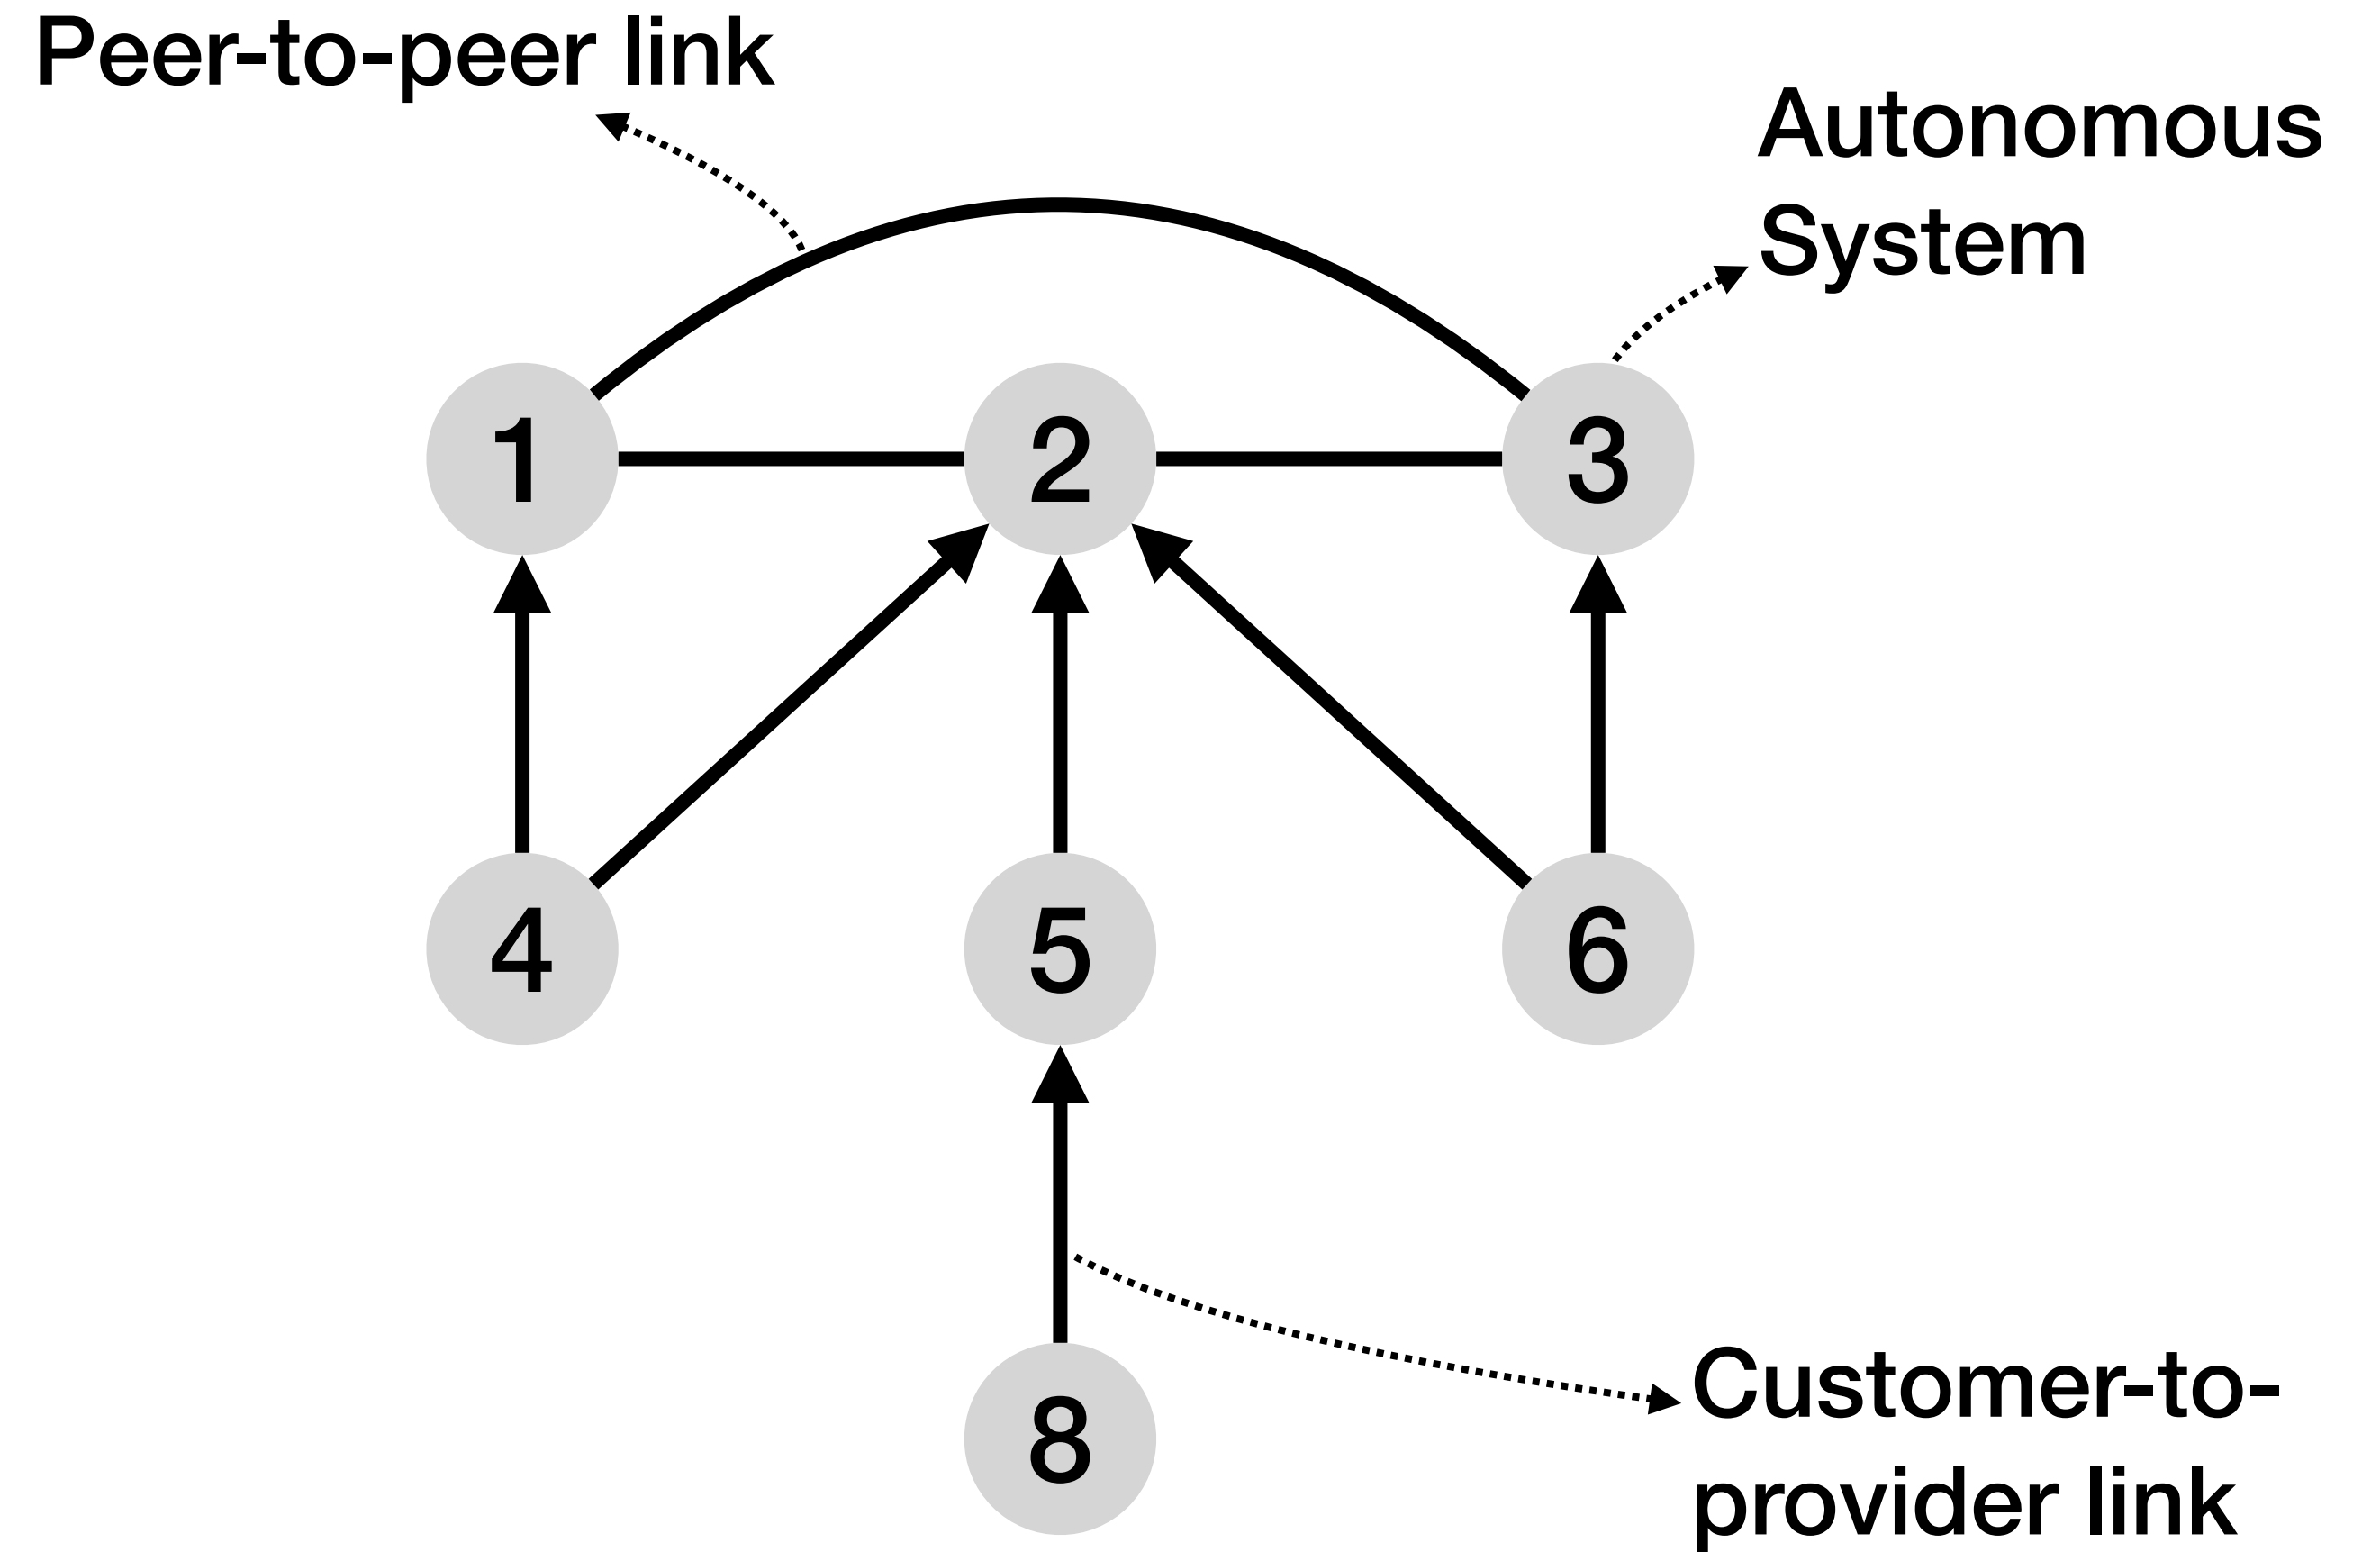 Peer-to-peer link
Autonomous
System
1
2
3
4
5
6
8
Customer-to-
provider link